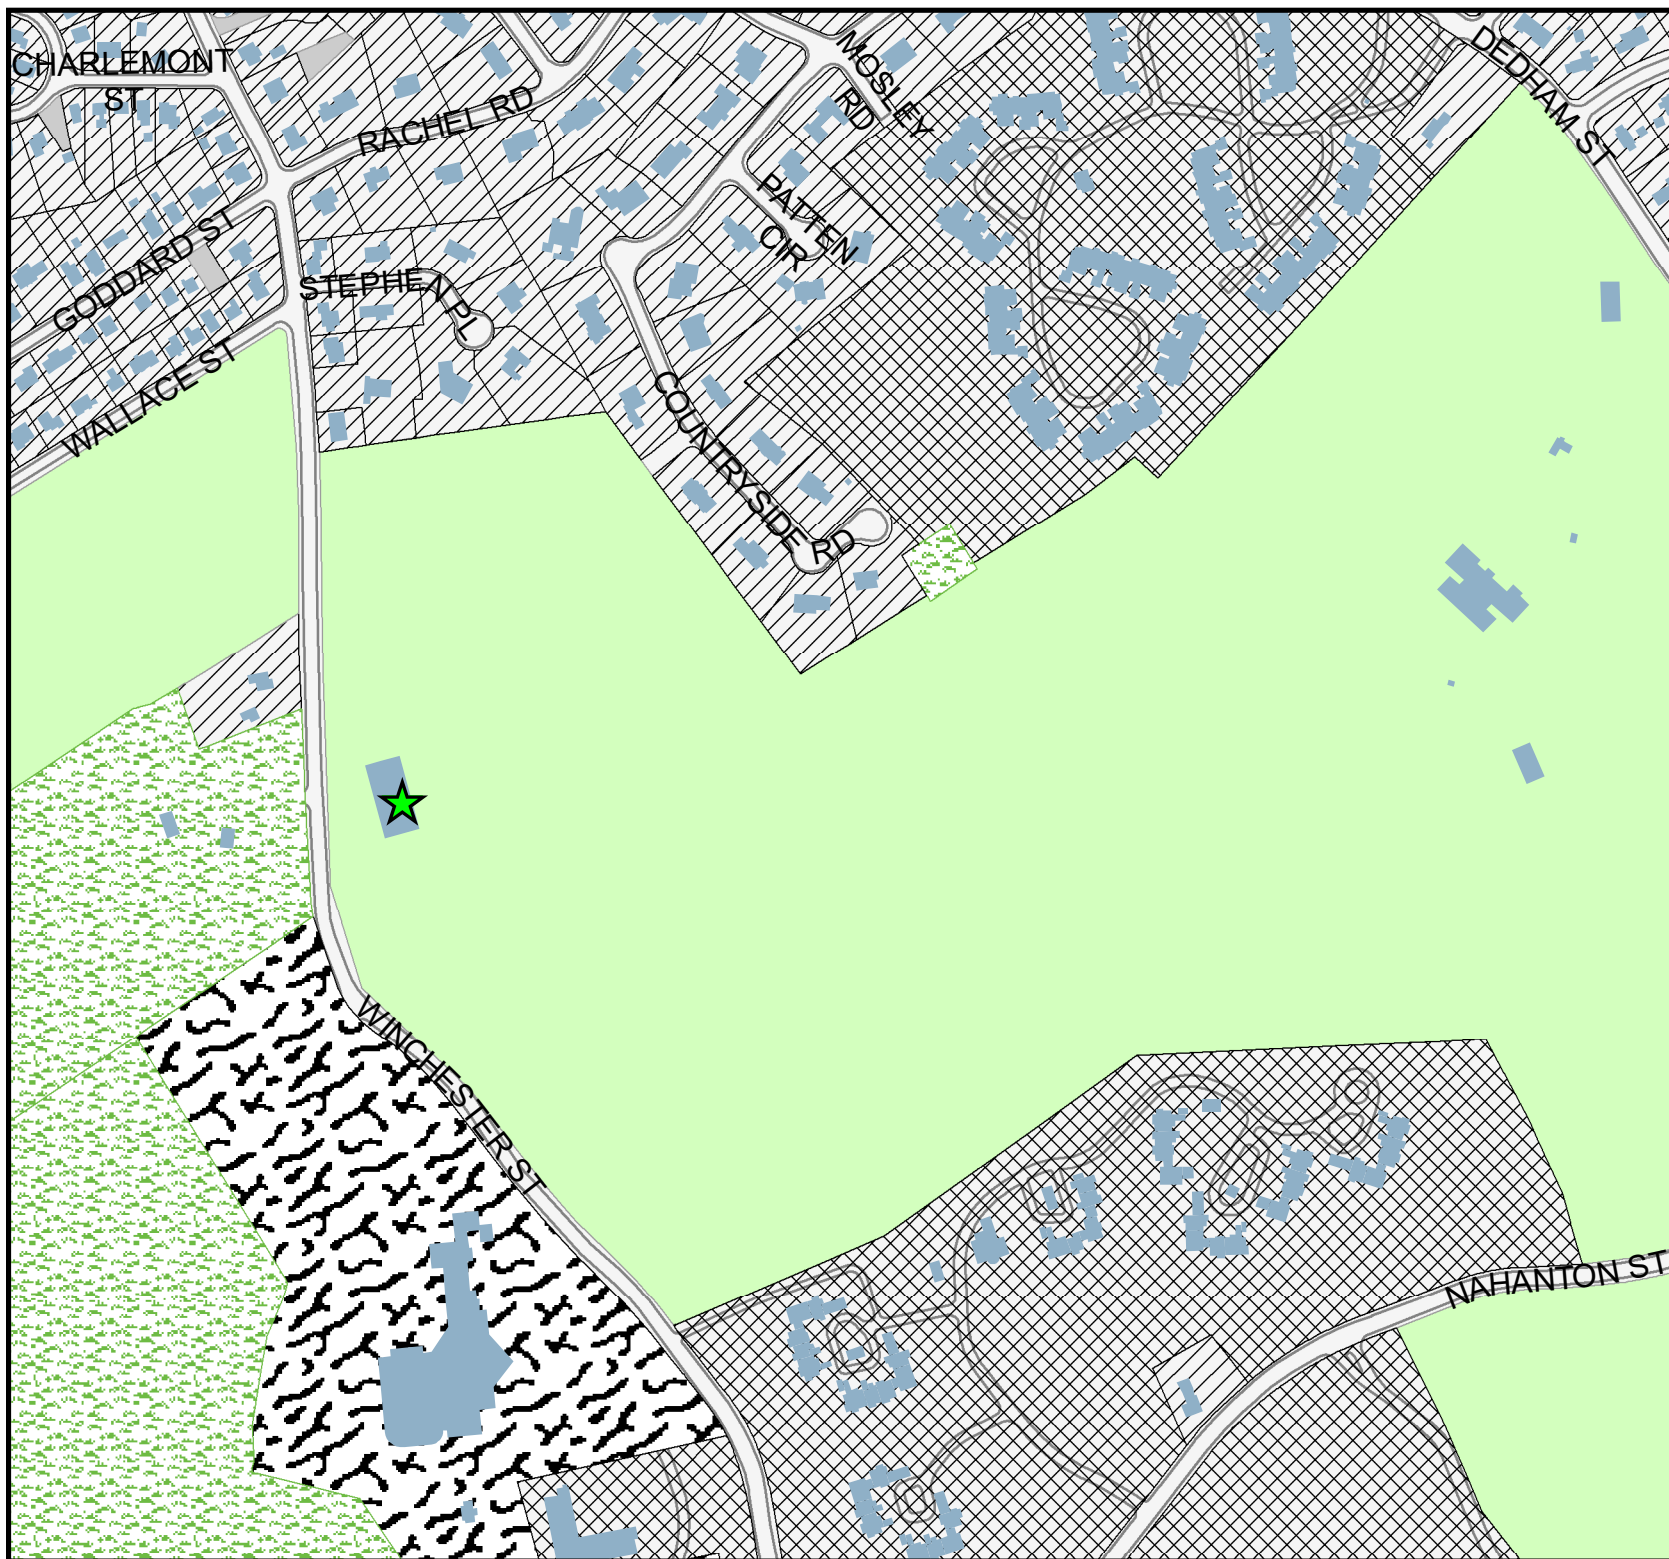 CHARLEMONT
ST
MOSLEY
RD
DEDHAM ST
RACHEL RD
PATTEN
CIR
GODDARD ST
STEPHEN PL
WALLACE ST
COUNTRYSIDE RD
WINCHESTER ST
NAHANTON ST